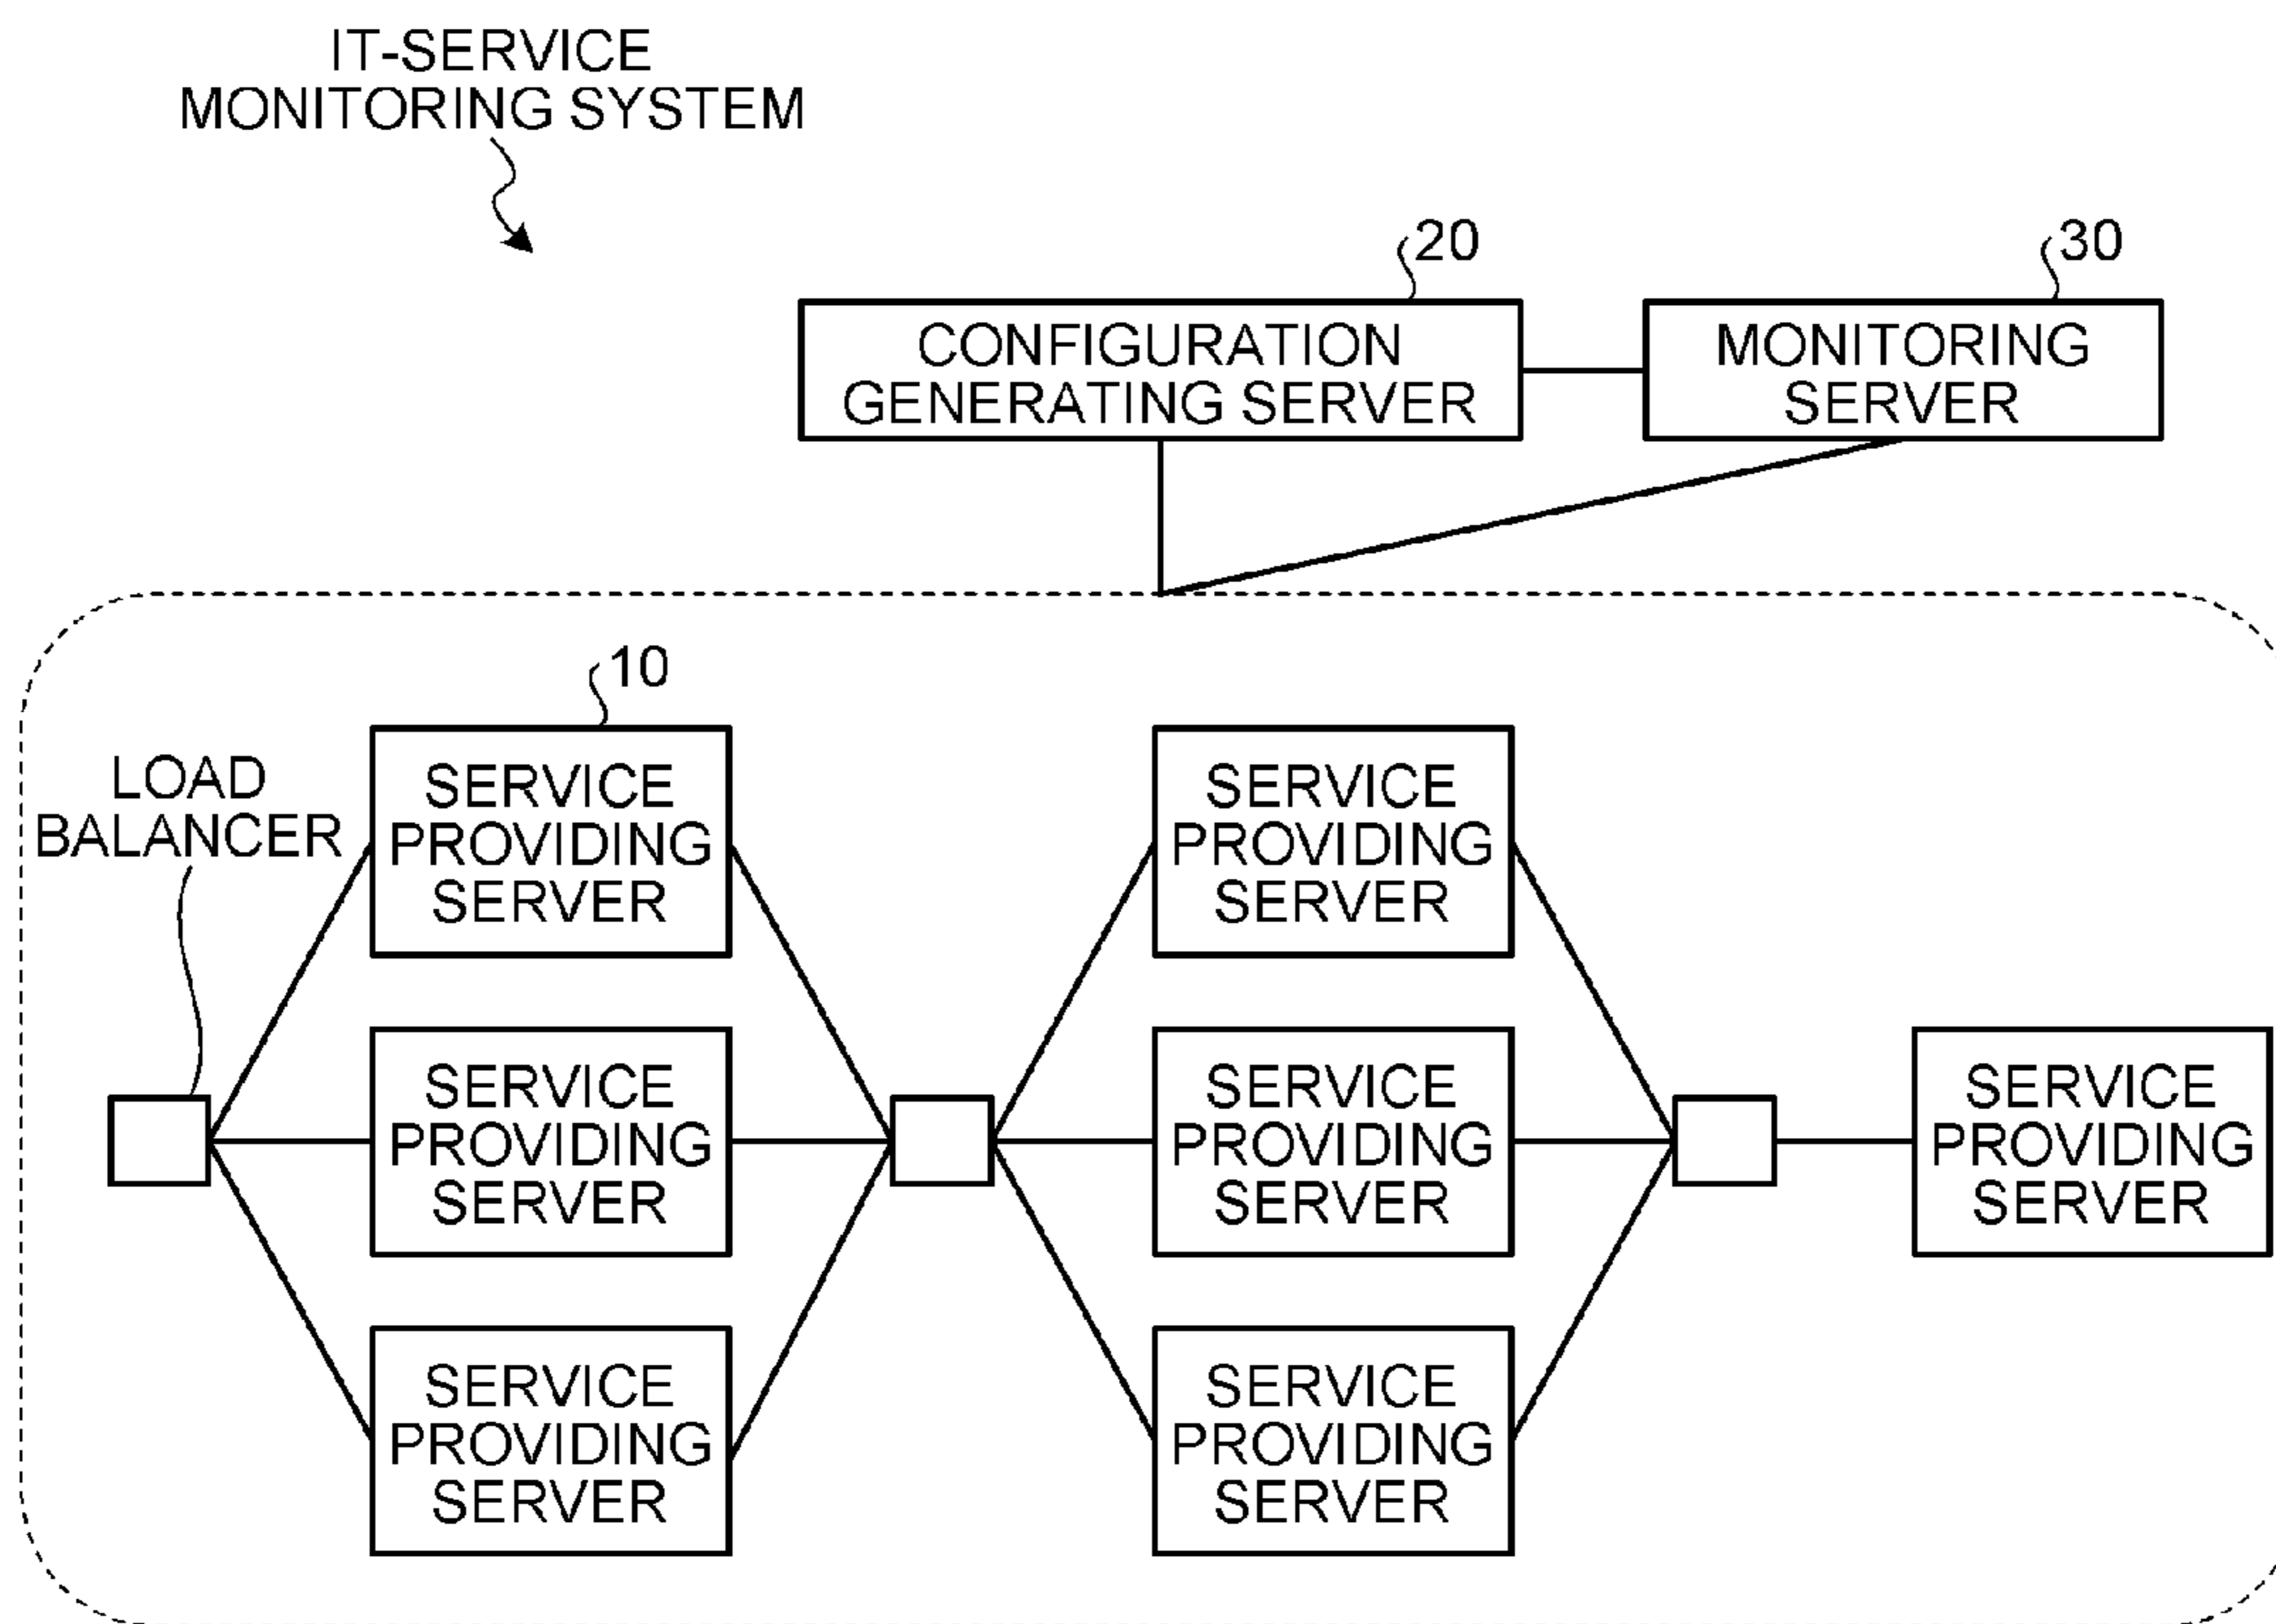 IT-SERVICE
MONITORING SYSTEM
20
30
CONFIGURATION
GENERATING SERVER
MONITORING
SERVER
10
LOAD
BALANCER
SERVICE
PROVIDING
SERVER
SERVICE
PROVIDING
SERVER
SERVICE
PROVIDING
SERVER
SERVICE
PROVIDING
SERVER
SERVICE
PROVIDING
SERVER
SERVICE
PROVIDING
SERVER
SERVICE
PROVIDING
SERVER